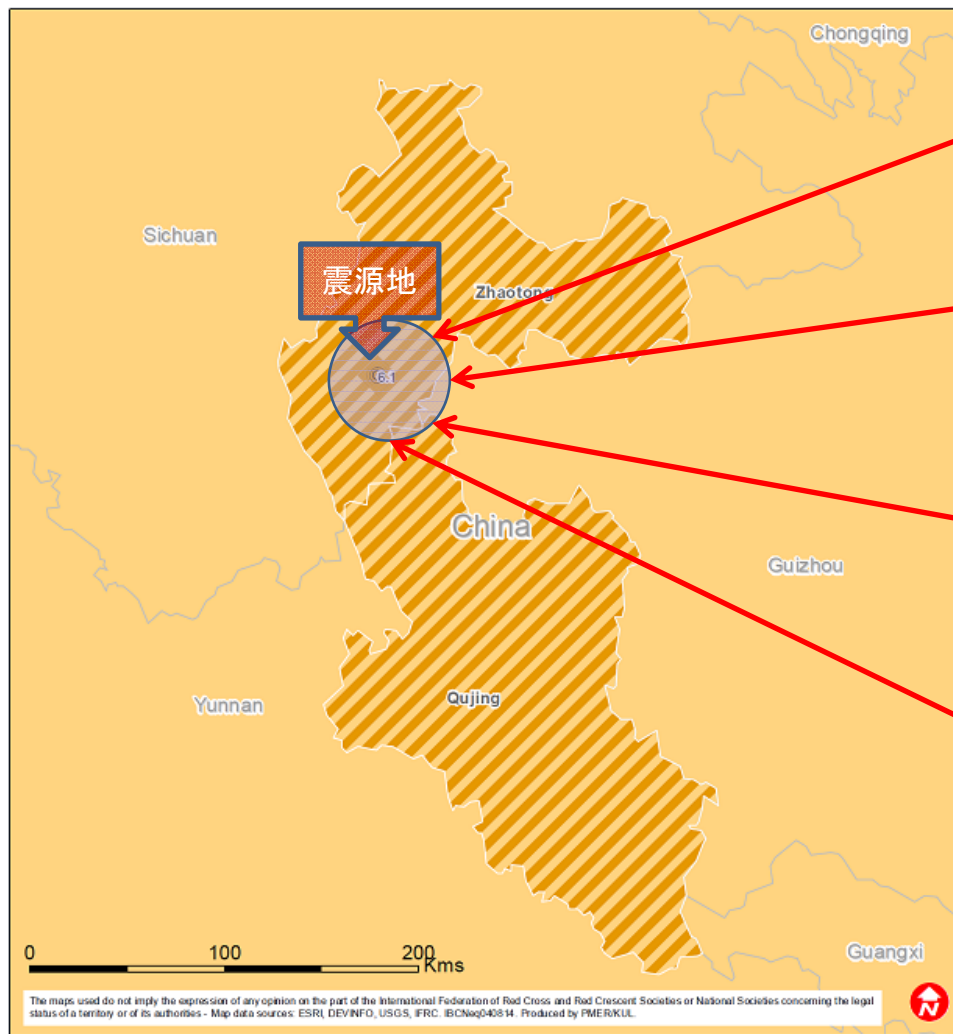 Chongqing
Sichuan
震源地
Zhaotong
6.1
China
Guizhou
Yunnan
Qujing
0 100 200
Kms
Guangxi
The maps used do not imply the expression of any opinion on the part of the International Federation of Red Cross and Red Crescent Societies or National Societies concerning the legal
status of a territory or of its authorities - Map data sources: ESRI, DEVINFO, USGS, IFRC. IBCNeq040814. Produced by PMER/KUL.
N